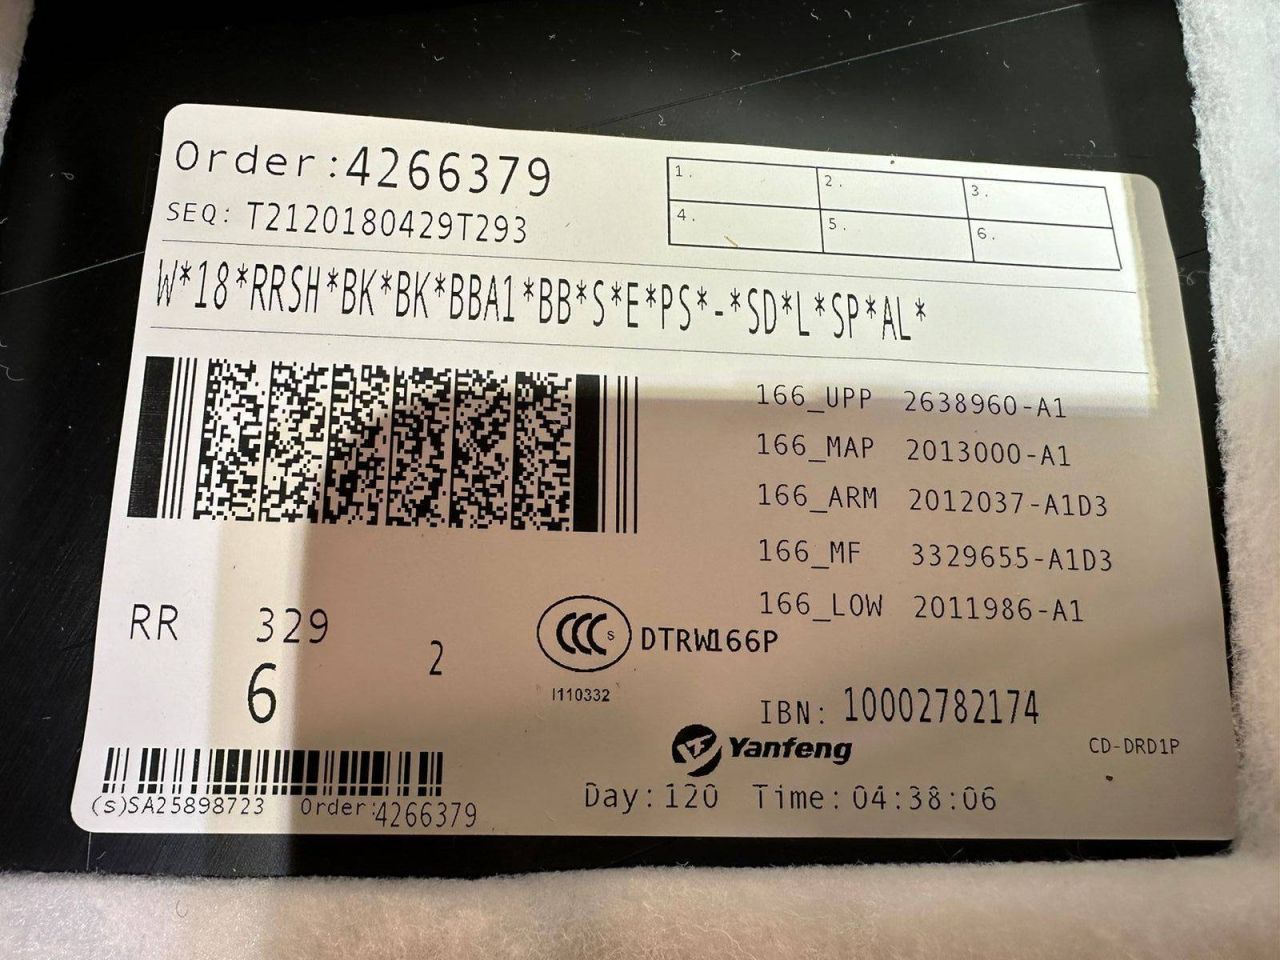 Order:4266379
SEQ: T2120180429T293
1. 2. 3.
4. 5. 6.
W*18*RRSH*BK*BK*BBA1*BB*S*E*PS*-*SD*L*SP*AL*
166_UPP 2638960-A1
166_MAP 2013000-A1
166_ARM 2012037-A1D3
166_MF 3329655-A1D3
166_LOW 2011986-A1
RR 329
6 2
CCC S DTRW166P
I110332
IBN: 10002782174
Yanfeng
CD-DRD1P
(s)SA25898723 Order:4266379
Day:120 Time:04:38:06